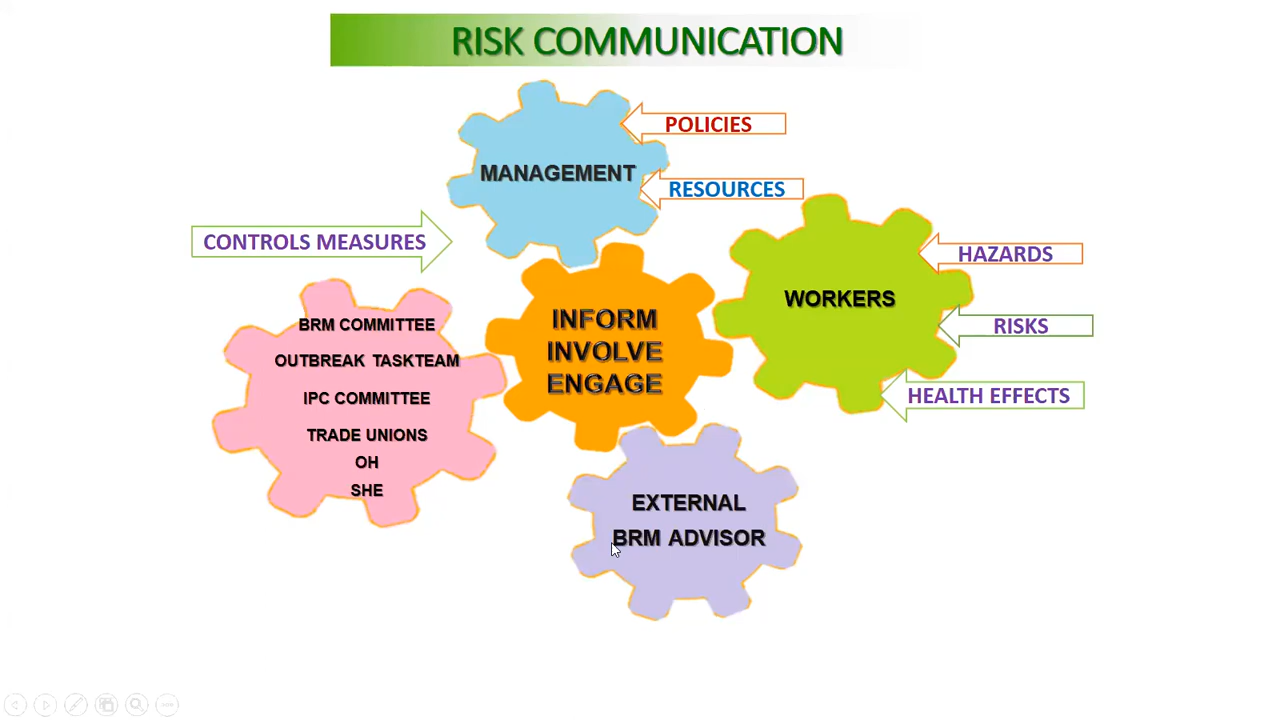 RISK COMMUNICATION
POLICIES
MANAGEMENT
RESOURCES
CONTROLS MEASURES
HAZARDS
WORKERS
RISKS
HEALTH EFFECTS
INFORM
INVOLVE
ENGAGE
BRM COMMITTEE
OUTBREAK TASKTEAM
IPC COMMITTEE
TRADE UNIONS
OH
SHE
EXTERNAL
BRM ADVISOR